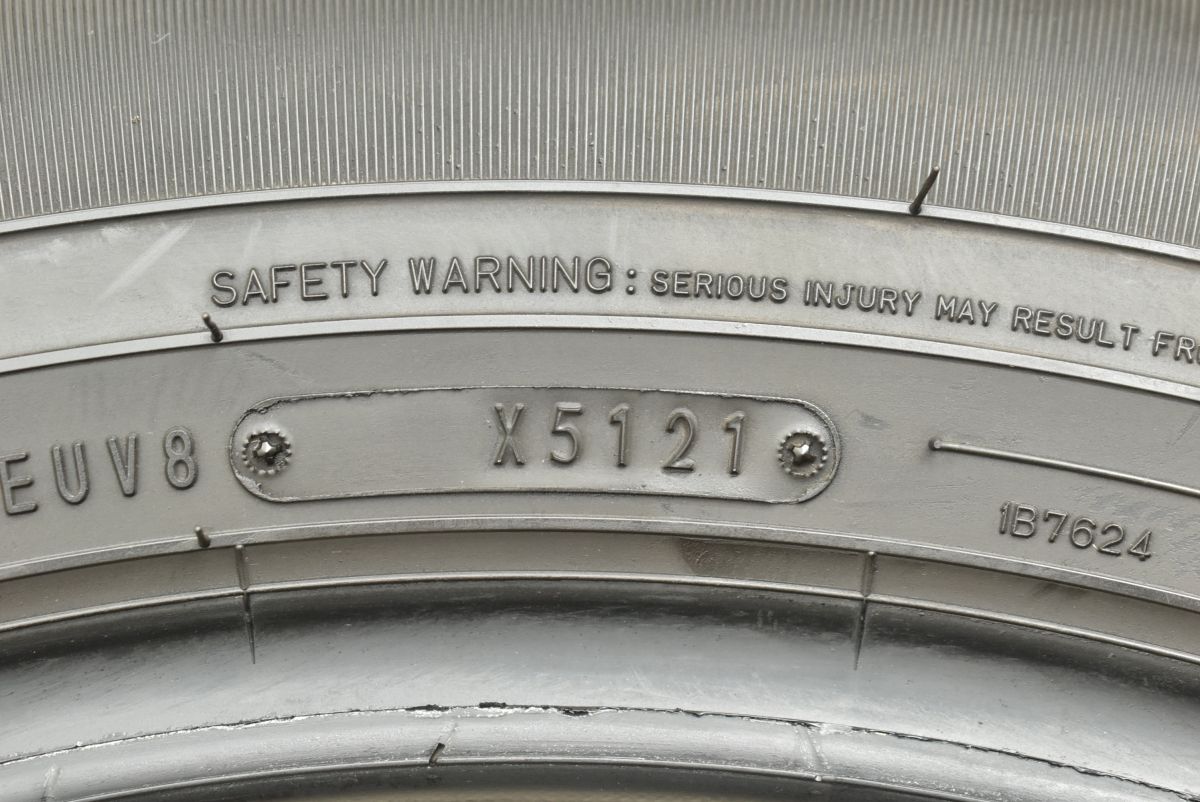 SAFETY WARNING: SERIOUS INJURY MAY RESULT
EUV8 X5121
1B7624